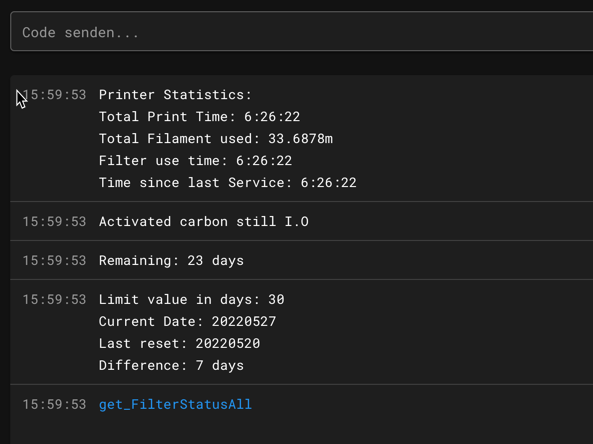 Code senden...
15:59:53 Printer Statistics:
Total Print Time: 6:26:22
Total Filament used: 33.6878m
Filter use time: 6:26:22
Time since last Service: 6:26:22
15:59:53 Activated carbon still I.O
15:59:53 Remaining: 23 days
15:59:53 Limit value in days: 30
Current Date: 20220527
Last reset: 20220520
Difference: 7 days
15:59:53 get_FilterStatusAll